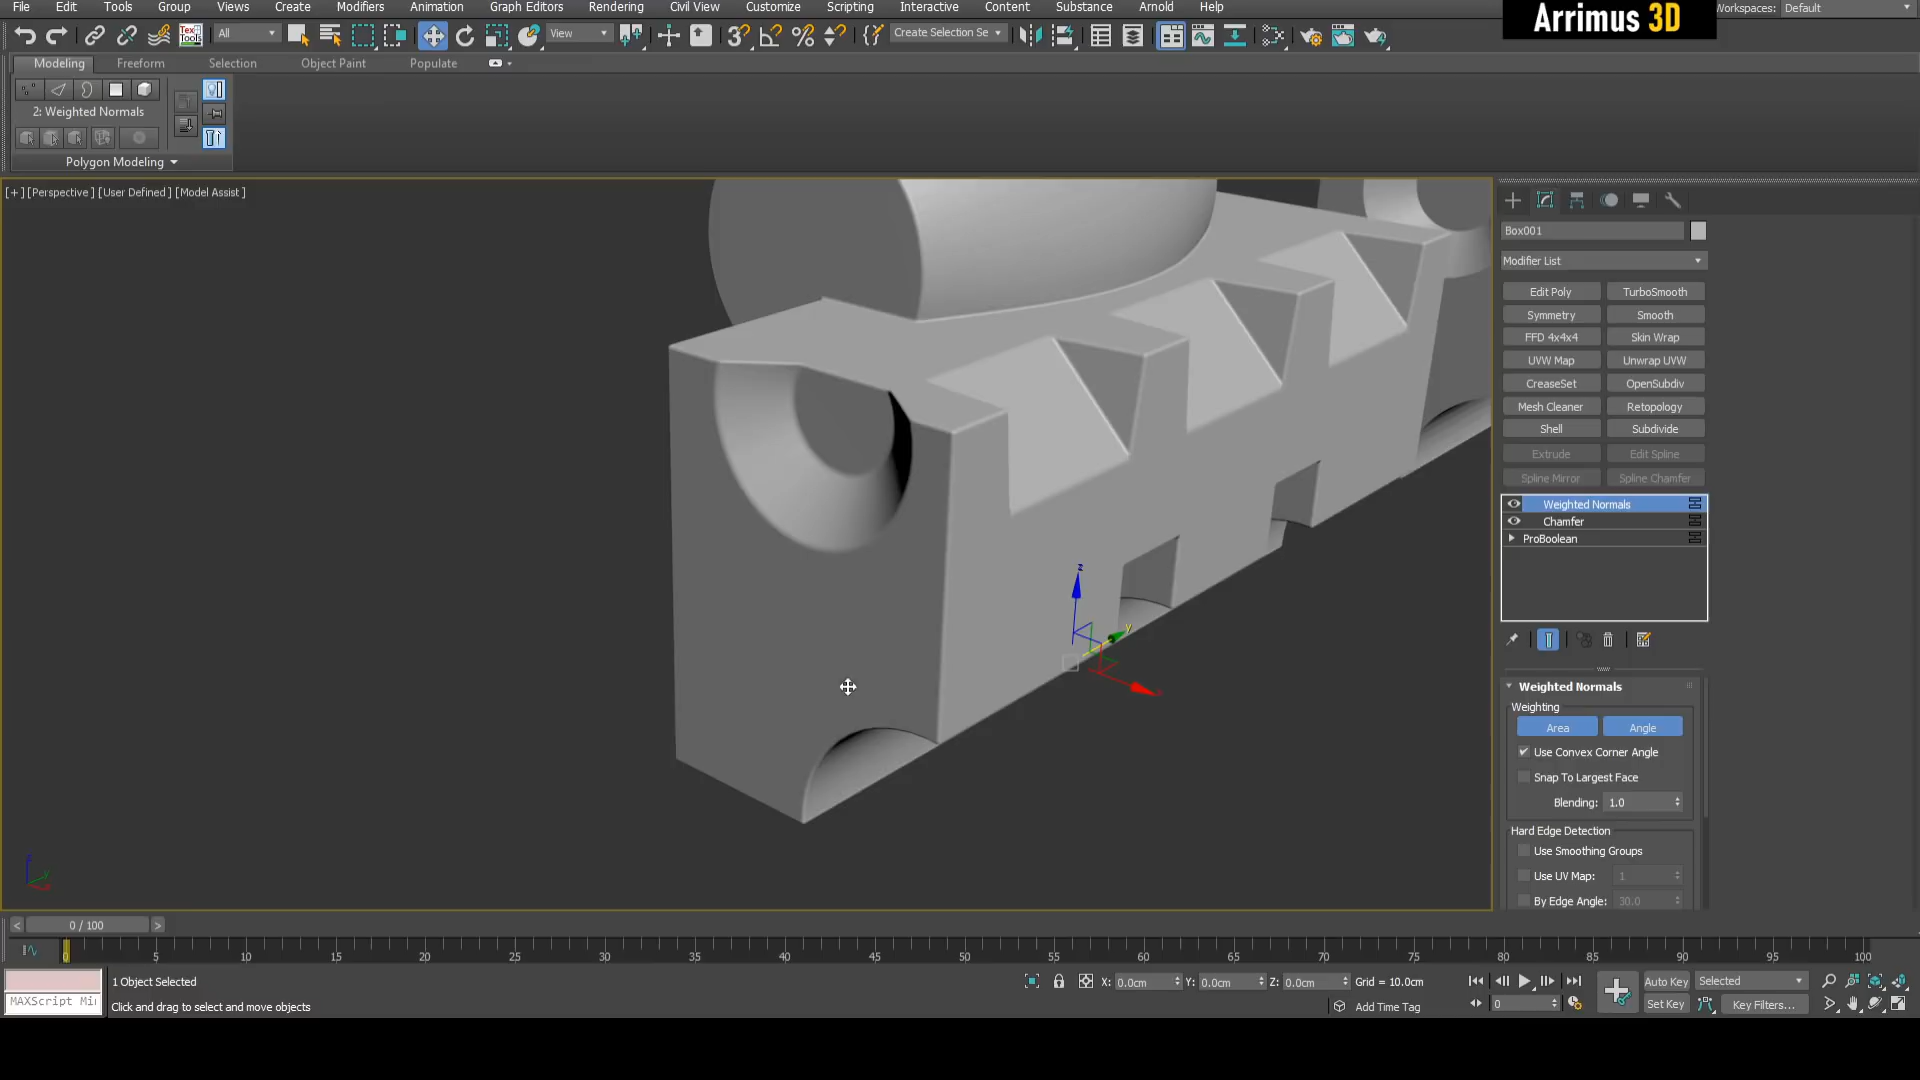 File Edit Tools Group Views Create Modifiers Animation Graph Editors Rendering Civil View Customize Scripting Interactive Content Substance Arnold Help
Arrimus 3D
Workspaces: Default
All
View
Create Selection Se
Modeling Freeform Selection Object Paint Populate
2: Weighted Normals
Polygon Modeling
[+] [Perspective] [User Defined] [Model Assist]
z
y
Box001
Modifier List
Edit Poly TurboSmooth
Symmetry Smooth
FFD 4x4x4 Skin Wrap
UVW Map Unwrap UVW
CreaseSet OpenSubdiv
Mesh Cleaner Retopology
Shell Subdivide
Extrude Edit Spline
Spline Mirror Spline Chamfer
Weighted Normals
Chamfer
ProBoolean
Weighted Normals
Weighting
Area Angle
Use Convex Corner Angle
Snap To Largest Face
Blending: 1.0
Hard Edge Detection
Use Smoothing Groups
Use UV Map: 1
By Edge Angle: 30.0
< 0 / 100 >
0 5 10 15 20 25 30 35 40 45 50 55 60 65 70 75 80 85 90 95 100
1 Object Selected
MAXScript Mi
Click and drag to select and move objects
X: 0.0cm Y: 0.0cm Z: 0.0cm Grid = 10.0cm
Add Time Tag
0
Auto Key Selected
Set Key Key Filters...